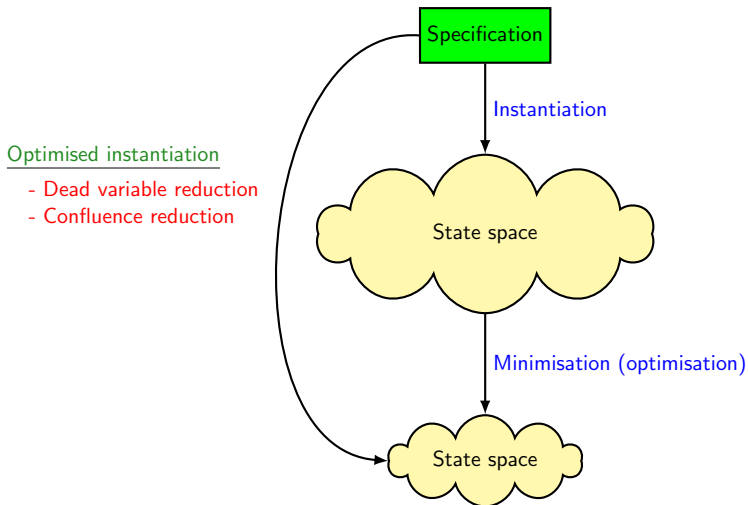 Specification
Instantiation
Optimised instantiation
- Dead variable reduction
- Confluence reduction
State space
Minimisation (optimisation)
State space